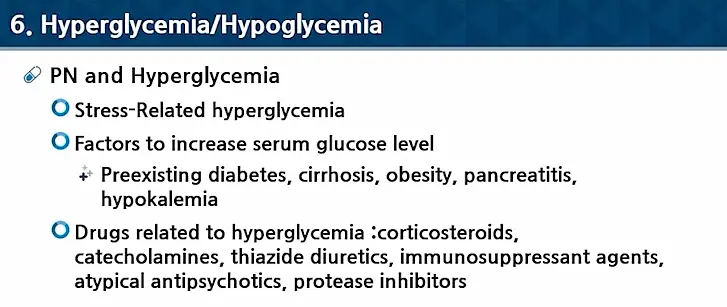 6. Hyperglycemia/Hypoglycemia
PN and Hyperglycemia
Stress-Related hyperglycemia
Factors to increase serum glucose level
Preexisting diabetes, cirrhosis, obesity, pancreatitis,
hypokalemia
Drugs related to hyperglycemia :corticosteroids,
catecholamines, thiazide diuretics, immunosuppressant agents,
atypical antipsychotics, protease inhibitors